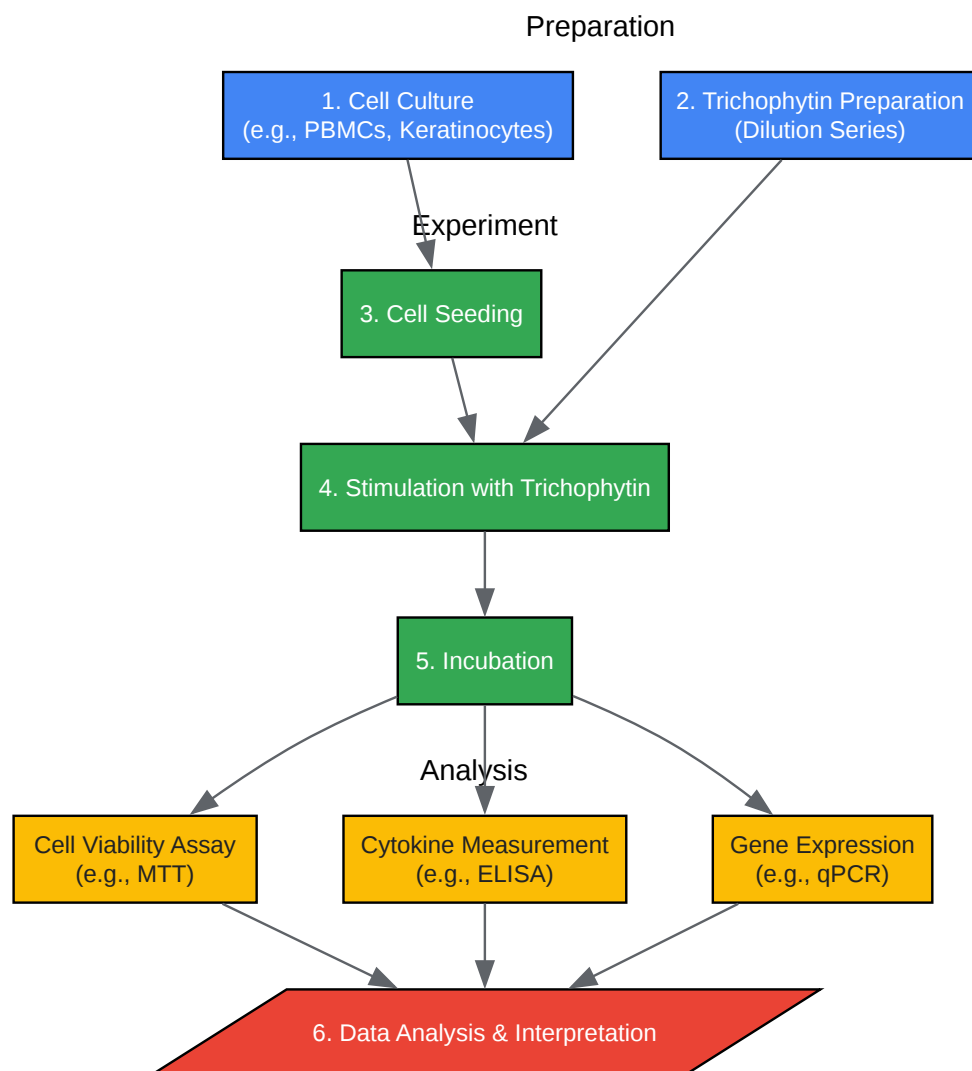 Preparation
1. Cell Culture
(e.g., PBMCs, Keratinocytes)
2. Trichophytin Preparation
(Dilution Series)
Experiment
3. Cell Seeding
4. Stimulation with Trichophytin
5. Incubation
Analysis
Cell Viability Assay
(e.g., MTT)
Cytokine Measurement
(e.g., ELISA)
Gene Expression
(e.g., qPCR)
6. Data Analysis & Interpretation